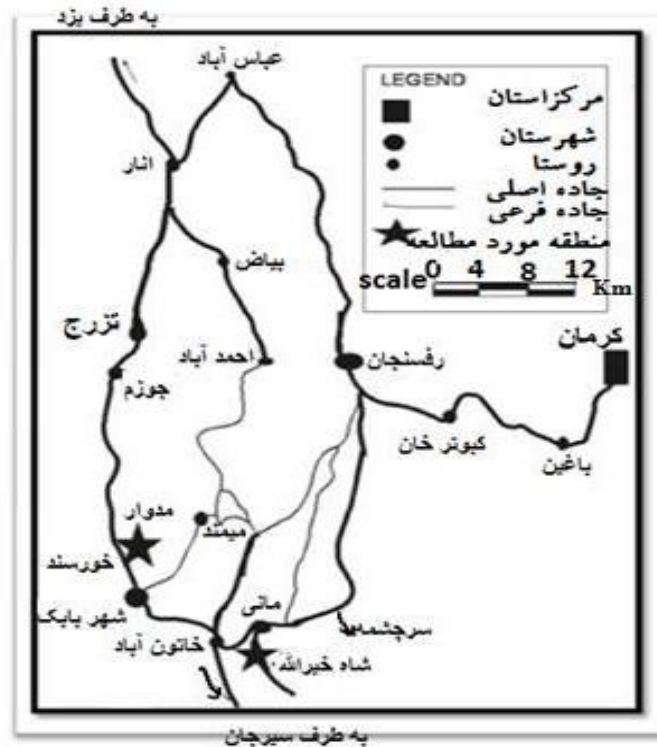 به طرف یزد
عباس آباد
LEGEND
مرکزاستان
شهرستان
روستا
جاده اصلی
جاده فرعی
منطقه مورد مطالعه
scale 0 4 8 12 Km
انار
بیاض
تزرج
احمد آباد
جوزم
رفسنجان
کرمان
کبوتر خان
باغین
مدوار
میمند
خورسند
شهر بابک
مانی
سرچشمه
خاتون آباد
شاه خیرالله
به طرف سیرجان